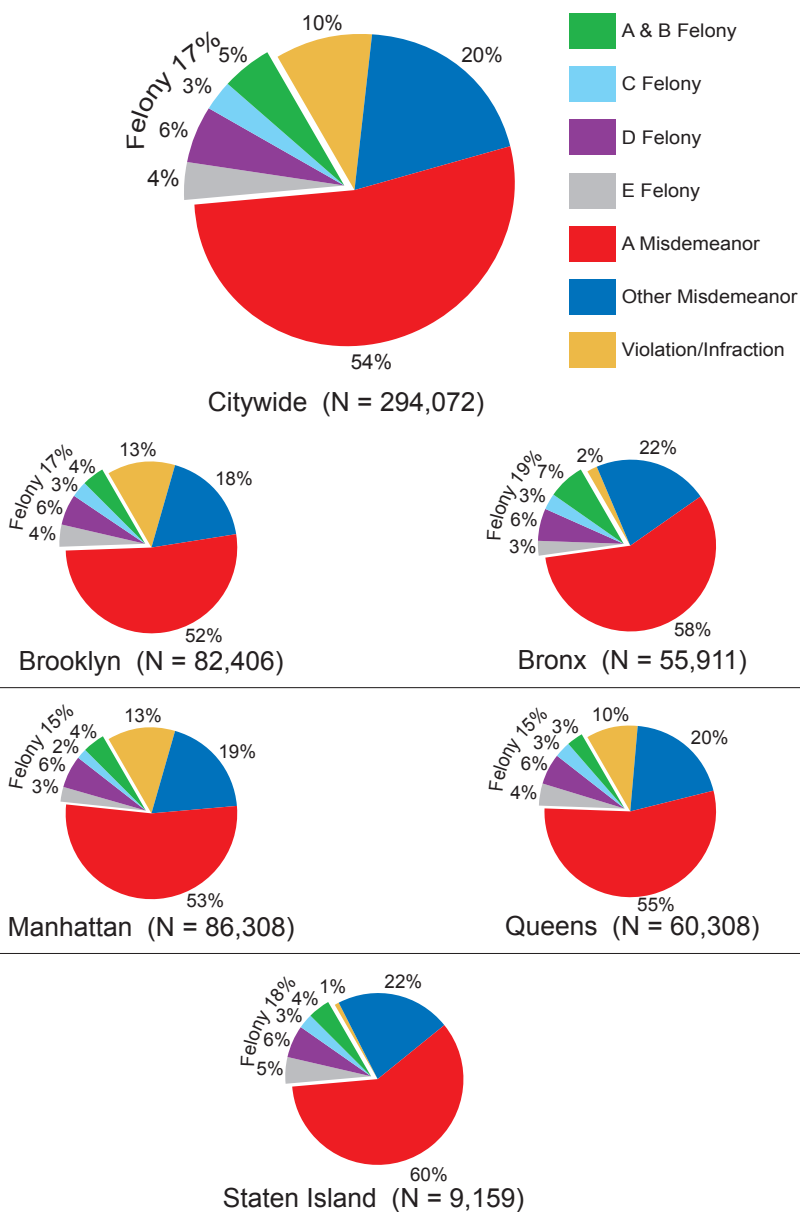 Felony 17%
10%
20%
5%
3%
6%
4%
54%
Citywide (N = 294,072)
A & B Felony
C Felony
D Felony
E Felony
A Misdemeanor
Other Misdemeanor
Violation/Infraction
Felony 17%
13%
18%
4%
3%
6%
4%
52%
Brooklyn (N = 82,406)
Felony 19%
2%
22%
7%
3%
6%
3%
58%
Bronx (N = 55,911)
Felony 15%
13%
19%
4%
2%
6%
3%
53%
Manhattan (N = 86,308)
Felony 15%
10%
20%
3%
3%
6%
4%
55%
Queens (N = 60,308)
Felony 18%
1%
22%
4%
3%
6%
5%
60%
Staten Island (N = 9,159)